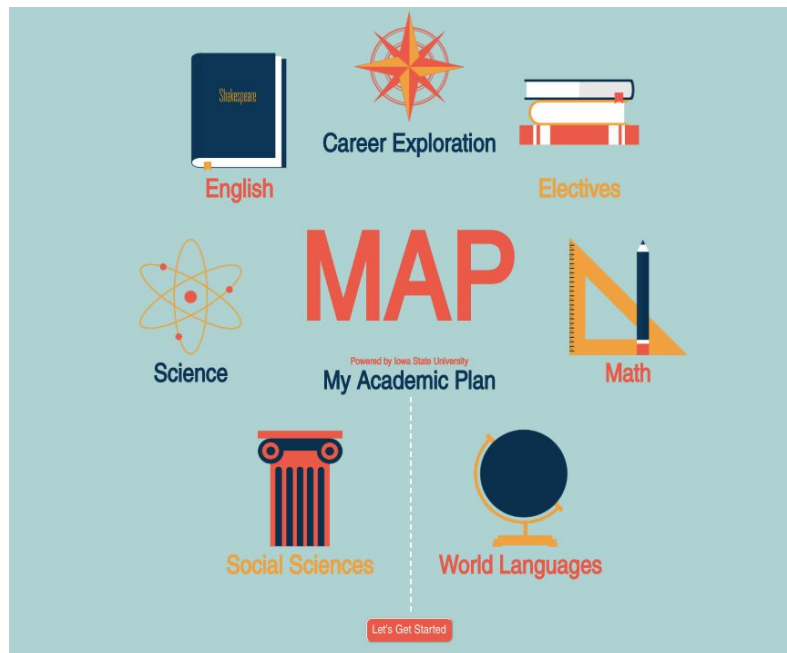 Shakespeare
Career Exploration
English
Electives
MAP
Powered by Iowa State University
My Academic Plan
Science
Math
Social Sciences
World Languages
Let's Get Started